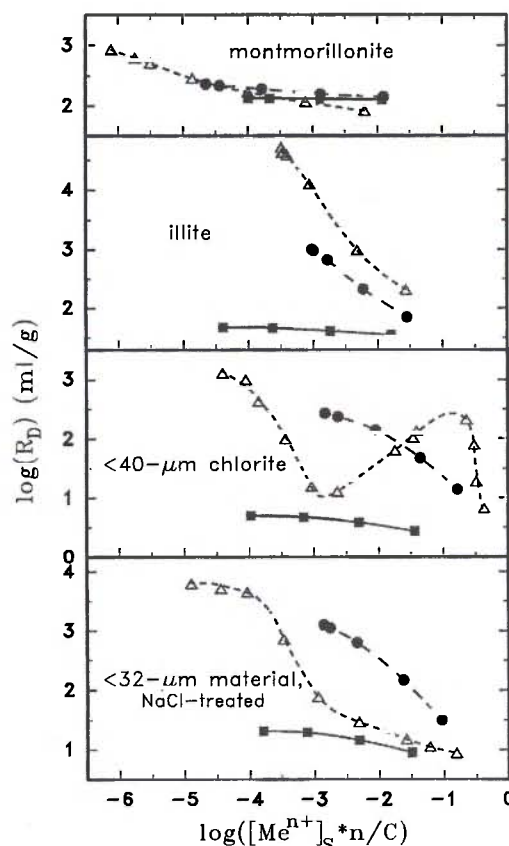 3
montmorillonite
2
4
illite
3
2
log(R_D) (ml/g)
3
2
<40-μm chlorite
1
0
4
3
<32-μm material,
NaCl-treated
2
1
-6 -5 -4 -3 -2 -1 0
log([Me^{n+}]_S*n/C)